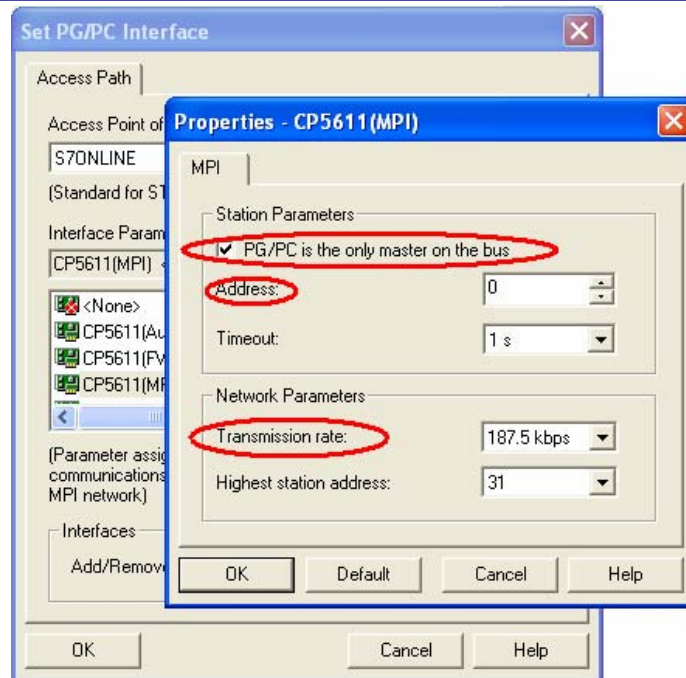 Set PG/PC Interface
Access Path
Access Point of
S7ONLINE
(Standard for ST
Interface Param
CP5611(MPI)
<None>
CP5611(Au
CP5611(FW
CP5611(MF
(Parameter assig
communications
MPI network)
Interfaces
Add/Remove
OK
Cancel
Help
Properties - CP5611(MPI)
MPI
Station Parameters
PG/PC is the only master on the bus
Address:
0
Timeout:
1 s
Network Parameters
Transmission rate:
187.5 kbps
Highest station address:
31
OK
Default
Cancel
Help